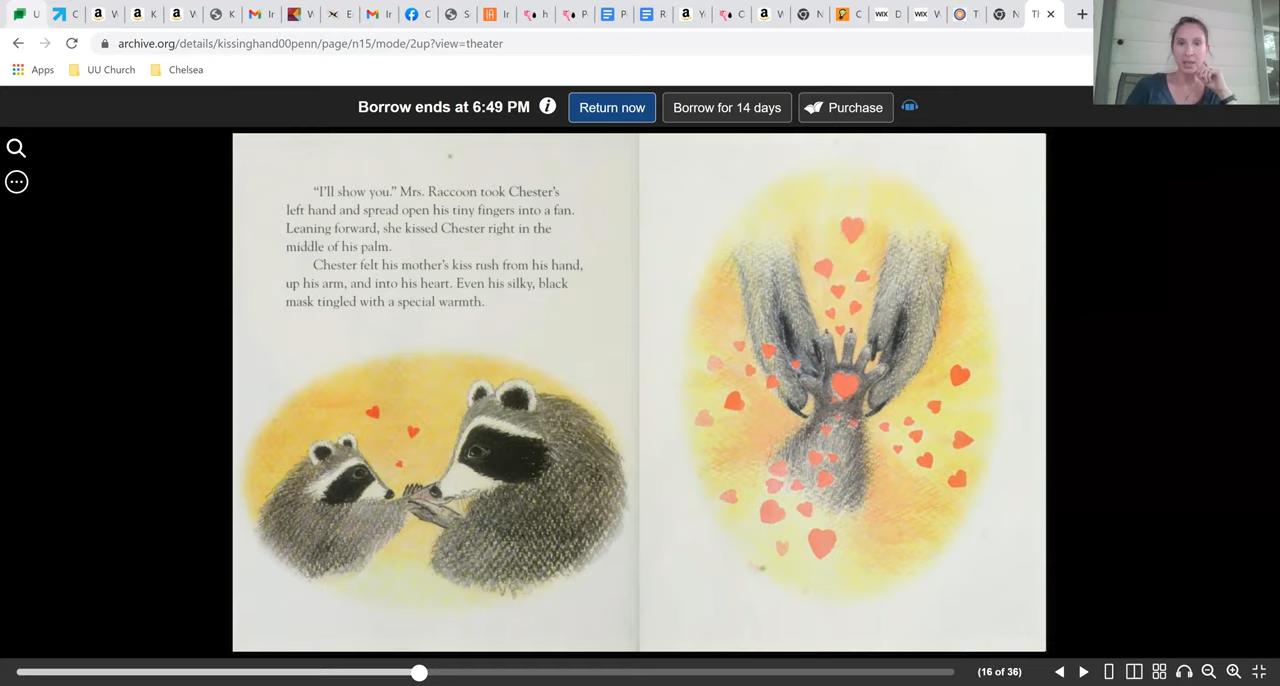 U
C
W
K
W
K
Ir
W
E
Ir
C
S
Ir
h
P
P
R
Y
C
W
N
C
D
W
T
N
Th
archive.org/details/kissinghand00penn/page/n15/mode/2up?view=theater
Apps
UU Church
Chelsea
Borrow ends at 6:49 PM
Return now
Borrow for 14 days
Purchase
“I’ll show you.” Mrs. Raccoon took Chester’s
left hand and spread open his tiny fingers into a fan.
Leaning forward, she kissed Chester right in the
middle of his palm.
Chester felt his mother’s kiss rush from his hand,
up his arm, and into his heart. Even his silky, black
mask tingled with a special warmth.
(16 of 36)